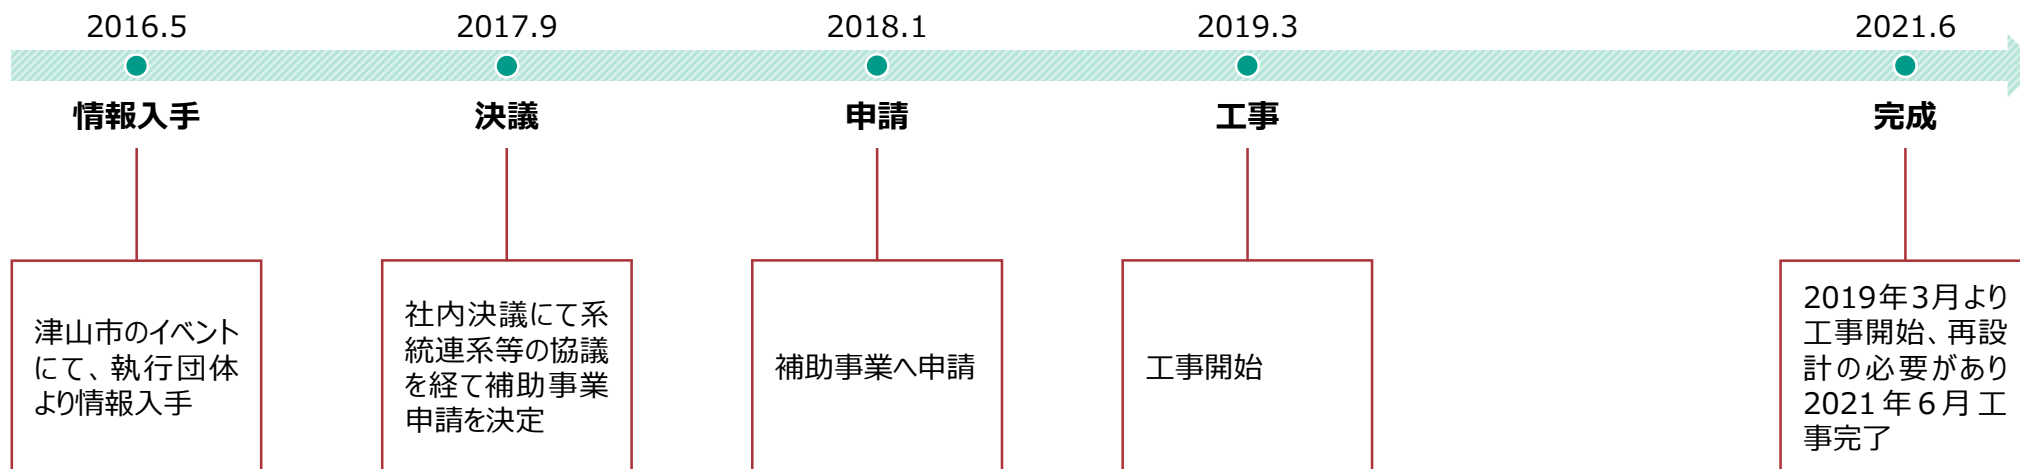 2016.5
2017.9
2018.1
2019.3
2021.6
情報入手
決議
申請
工事
完成
津山市のイベント
にて、執行団体
より情報入手
社内決議にて系
統連系等の協議
を経て補助事業
申請を決定
補助事業へ申請
工事開始
2019年3月より
工事開始、再設
計の必要があり
2021年6月工
事完了